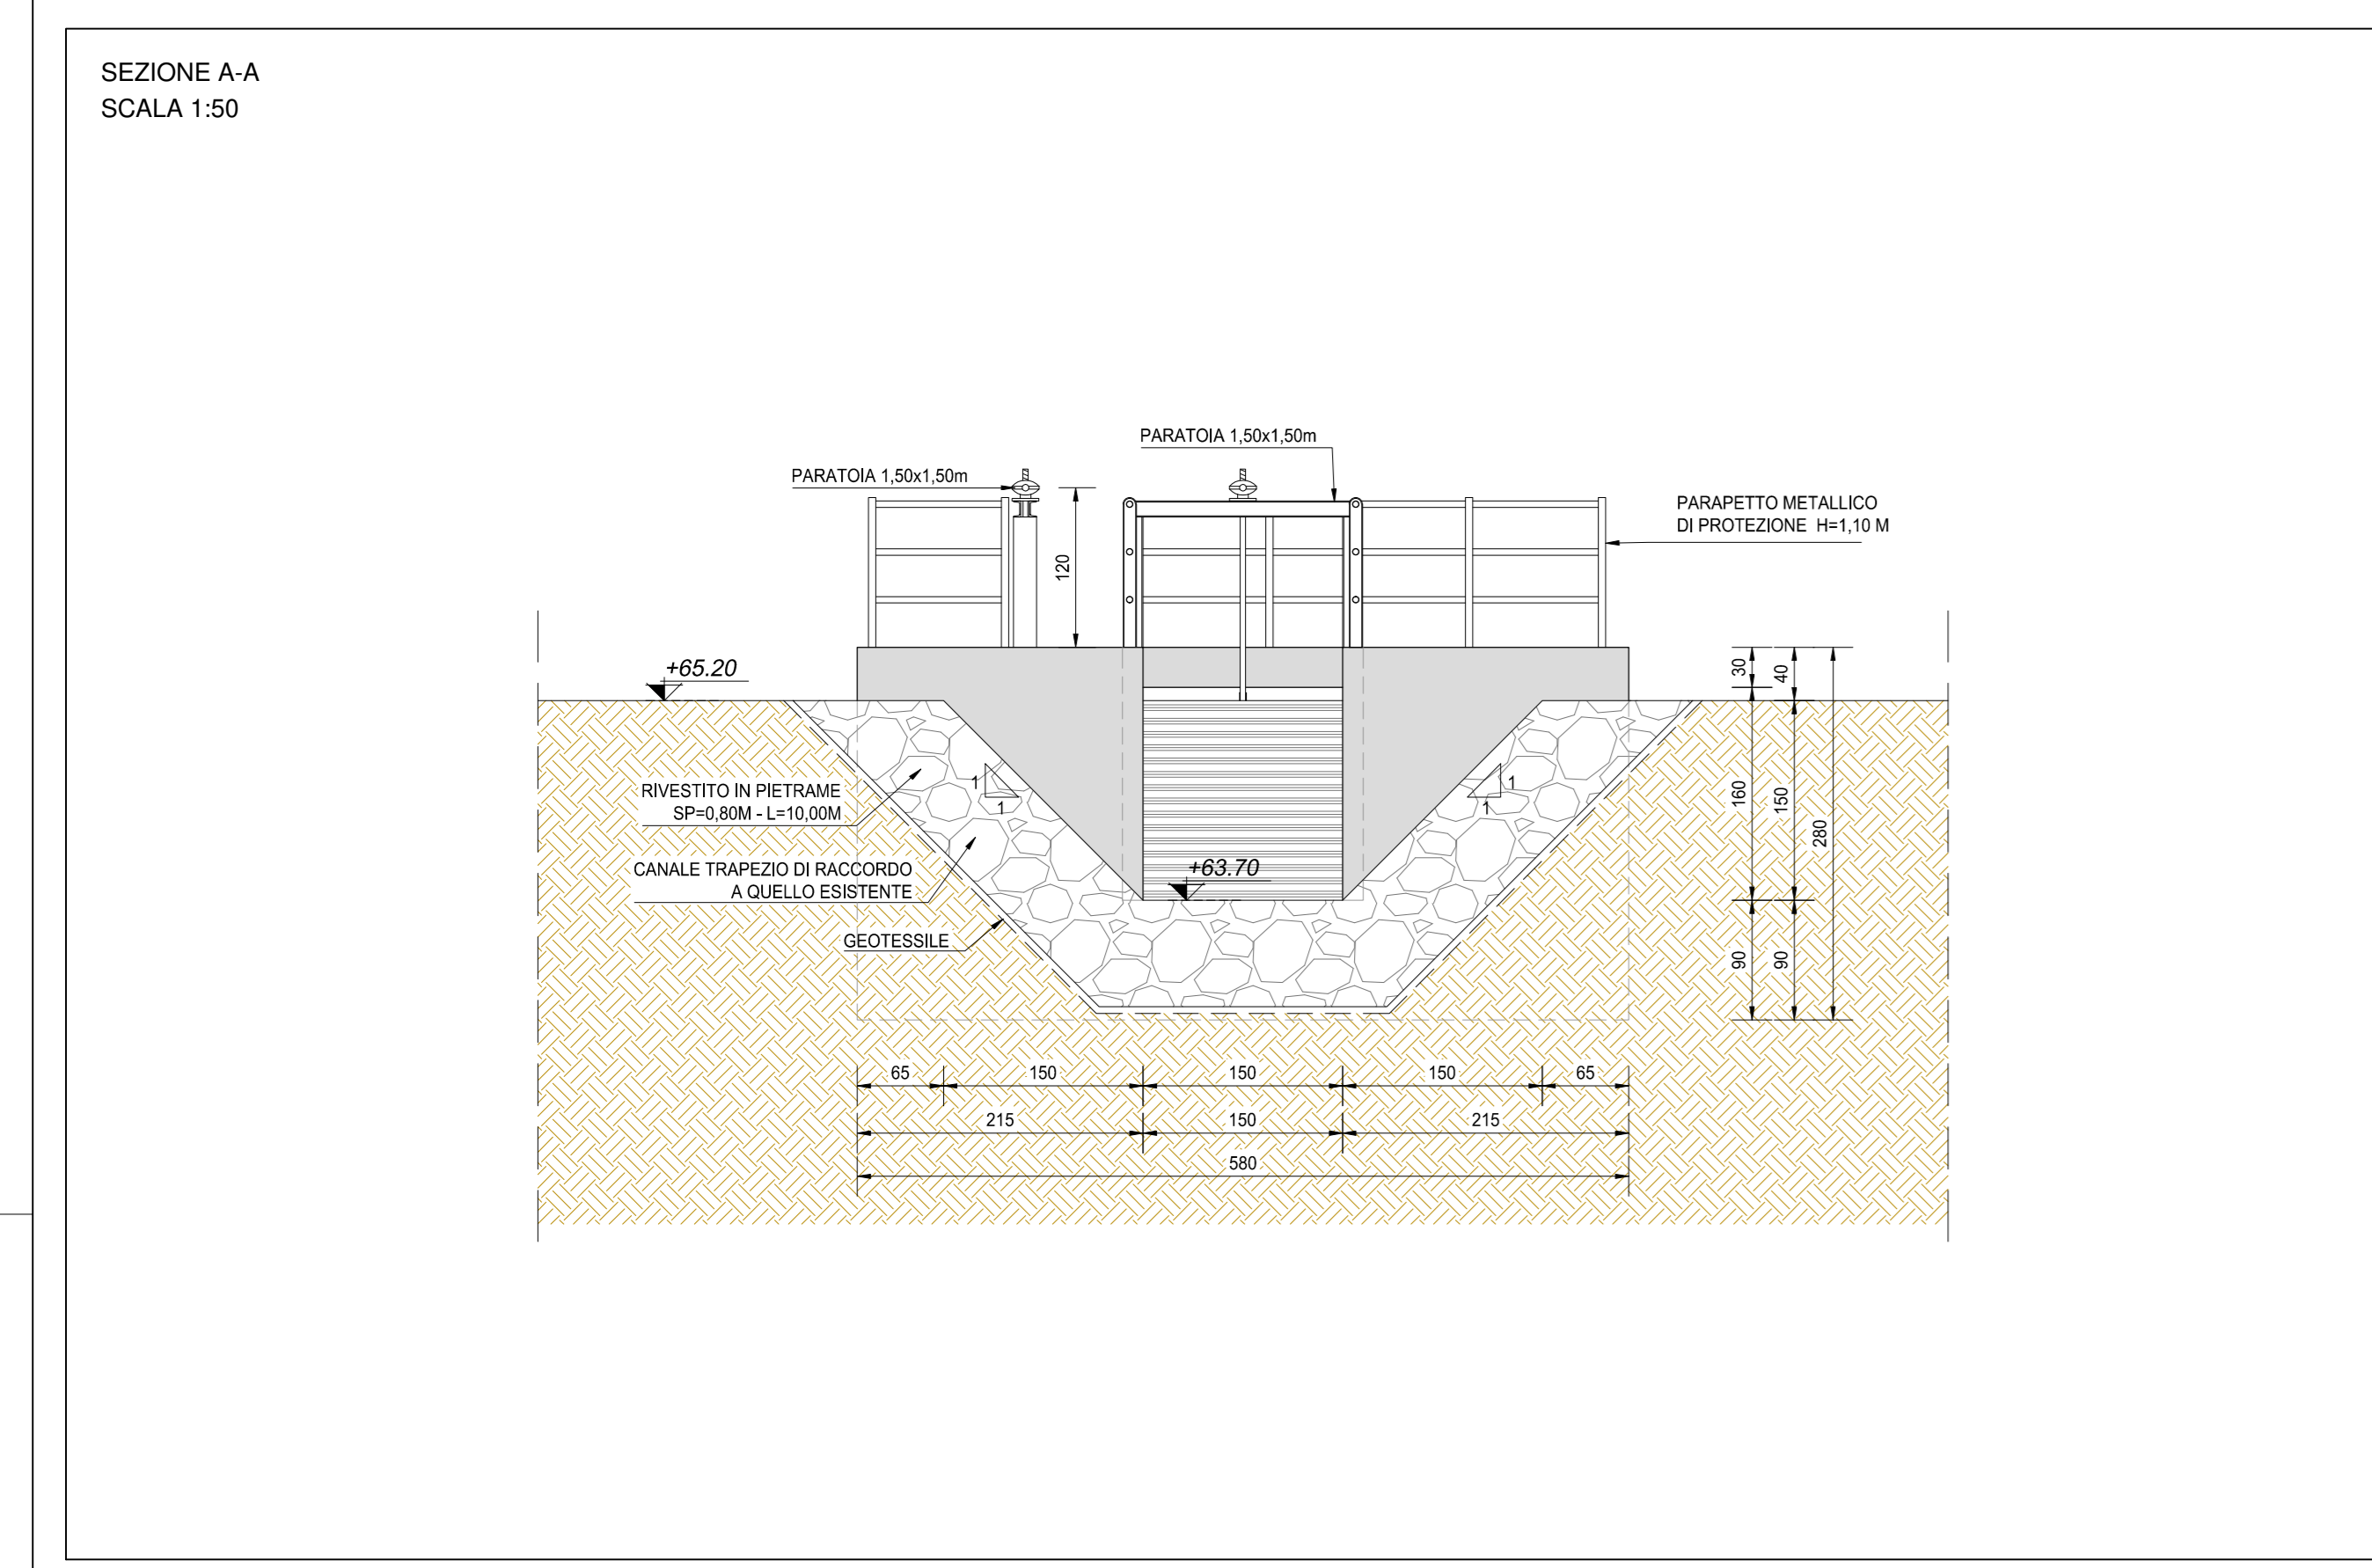 SEZIONE A-A
SCALA 1:50
PARATOIA 1,50x1,50m
PARATOIA 1,50x1,50m
PARAPETTO METALLICO
DI PROTEZIONE H=1,10 M
120
+65.20
30
40
RIVESTITO IN PIETRAME
SP=0,80M - L=10,00M
1
1
1
1
160
150
280
CANALE TRAPEZIO DI RACCORDO
A QUELLO ESISTENTE
+63.70
GEOTESSILE
90
90
65
150
150
150
65
215
150
215
580